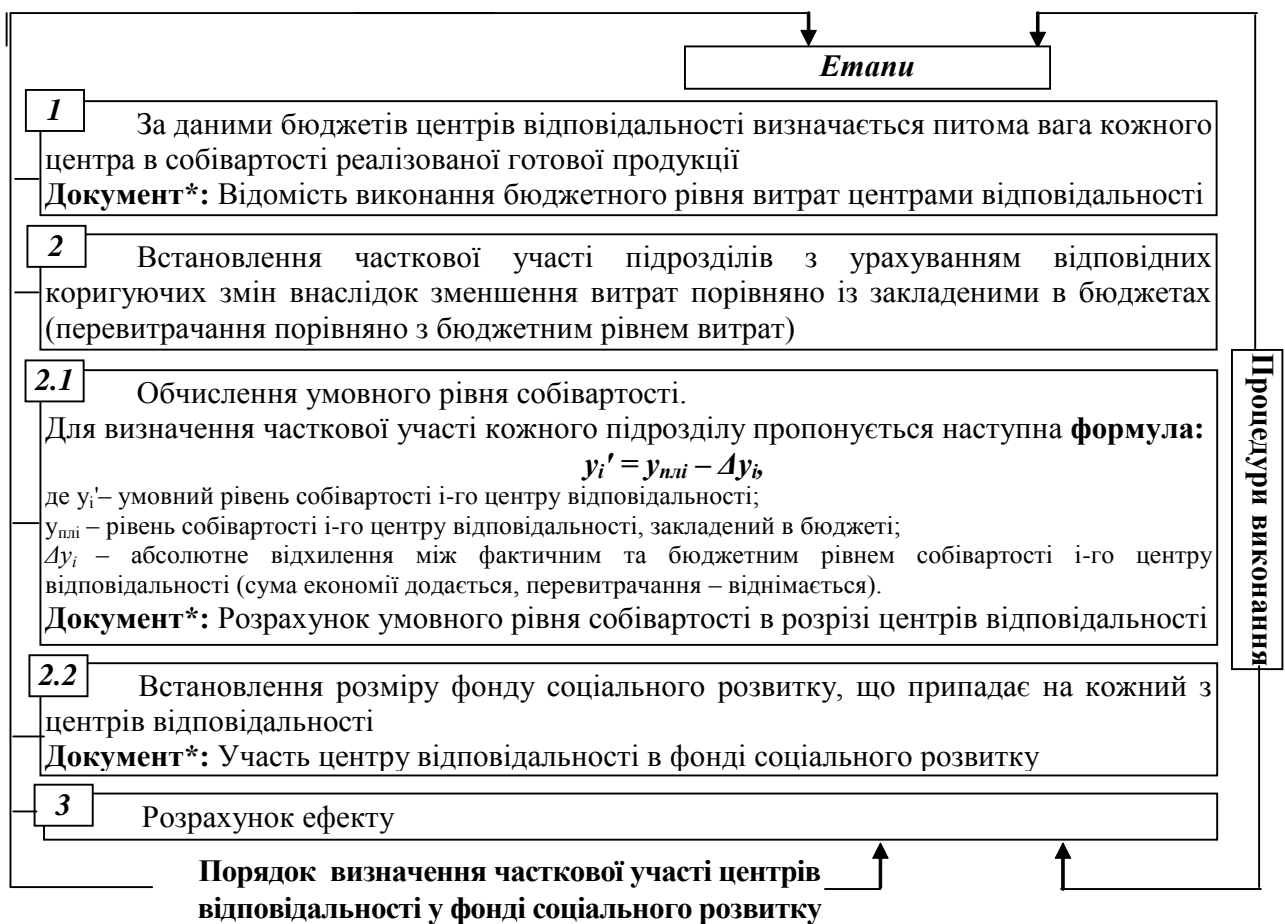 Етапи
1
За даними бюджетів центрів відповідальності визначається питома вага кожного
центра в собівартості реалізованої готової продукції
Документ*: Відомість виконання бюджетного рівня витрат центрами відповідальності
2
Встановлення часткової участі підрозділів з урахуванням відповідних
коригуючих змін внаслідок зменшення витрат порівняно із закладеними в бюджетах
(перевитрачання порівняно з бюджетним рівнем витрат)
2.1
Обчислення умовного рівня собівартості.
Для визначення часткової участі кожного підрозділу пропонується наступна формула:
yi' = yплі – Δyi,
де yi'– умовний рівень собівартості і-го центру відповідальності;
yплі – рівень собівартості і-го центру відповідальності, закладений в бюджеті;
Δyi – абсолютне відхилення між фактичним та бюджетним рівнем собівартості і-го центру
відповідальності (сума економії додається, перевитрачання – віднімається).
Документ*: Розрахунок умовного рівня собівартості в розрізі центрів відповідальності
2.2
Встановлення розміру фонду соціального розвитку, що припадає на кожний з
центрів відповідальності
Документ*: Участь центру відповідальності в фонді соціального розвитку
3
Розрахунок ефекту
Процедури виконання
Порядок визначення часткової участі центрів
відповідальності у фонді соціального розвитку